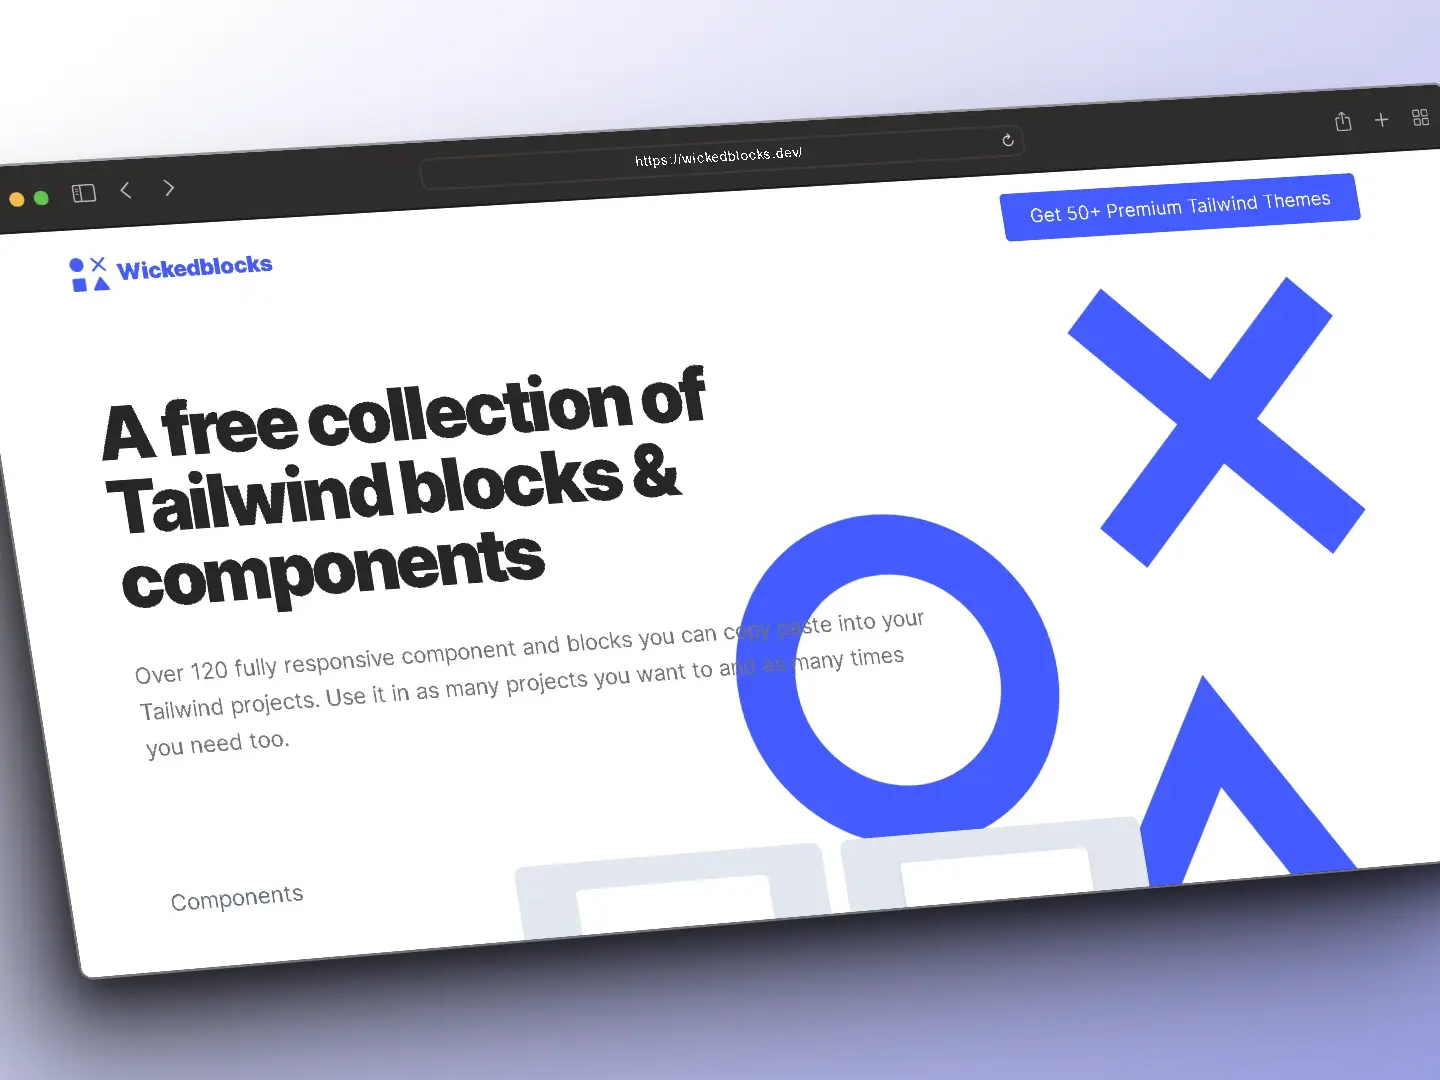 https://wickedblocks.dev/
Get 50+ Premium Tailwind Themes
Wickedblocks
A free collection of
Tailwind blocks &
components
Over 120 fully responsive component and blocks you can copy paste into your
Tailwind projects. Use it in as many projects you want to and as many times
you need too.
Components